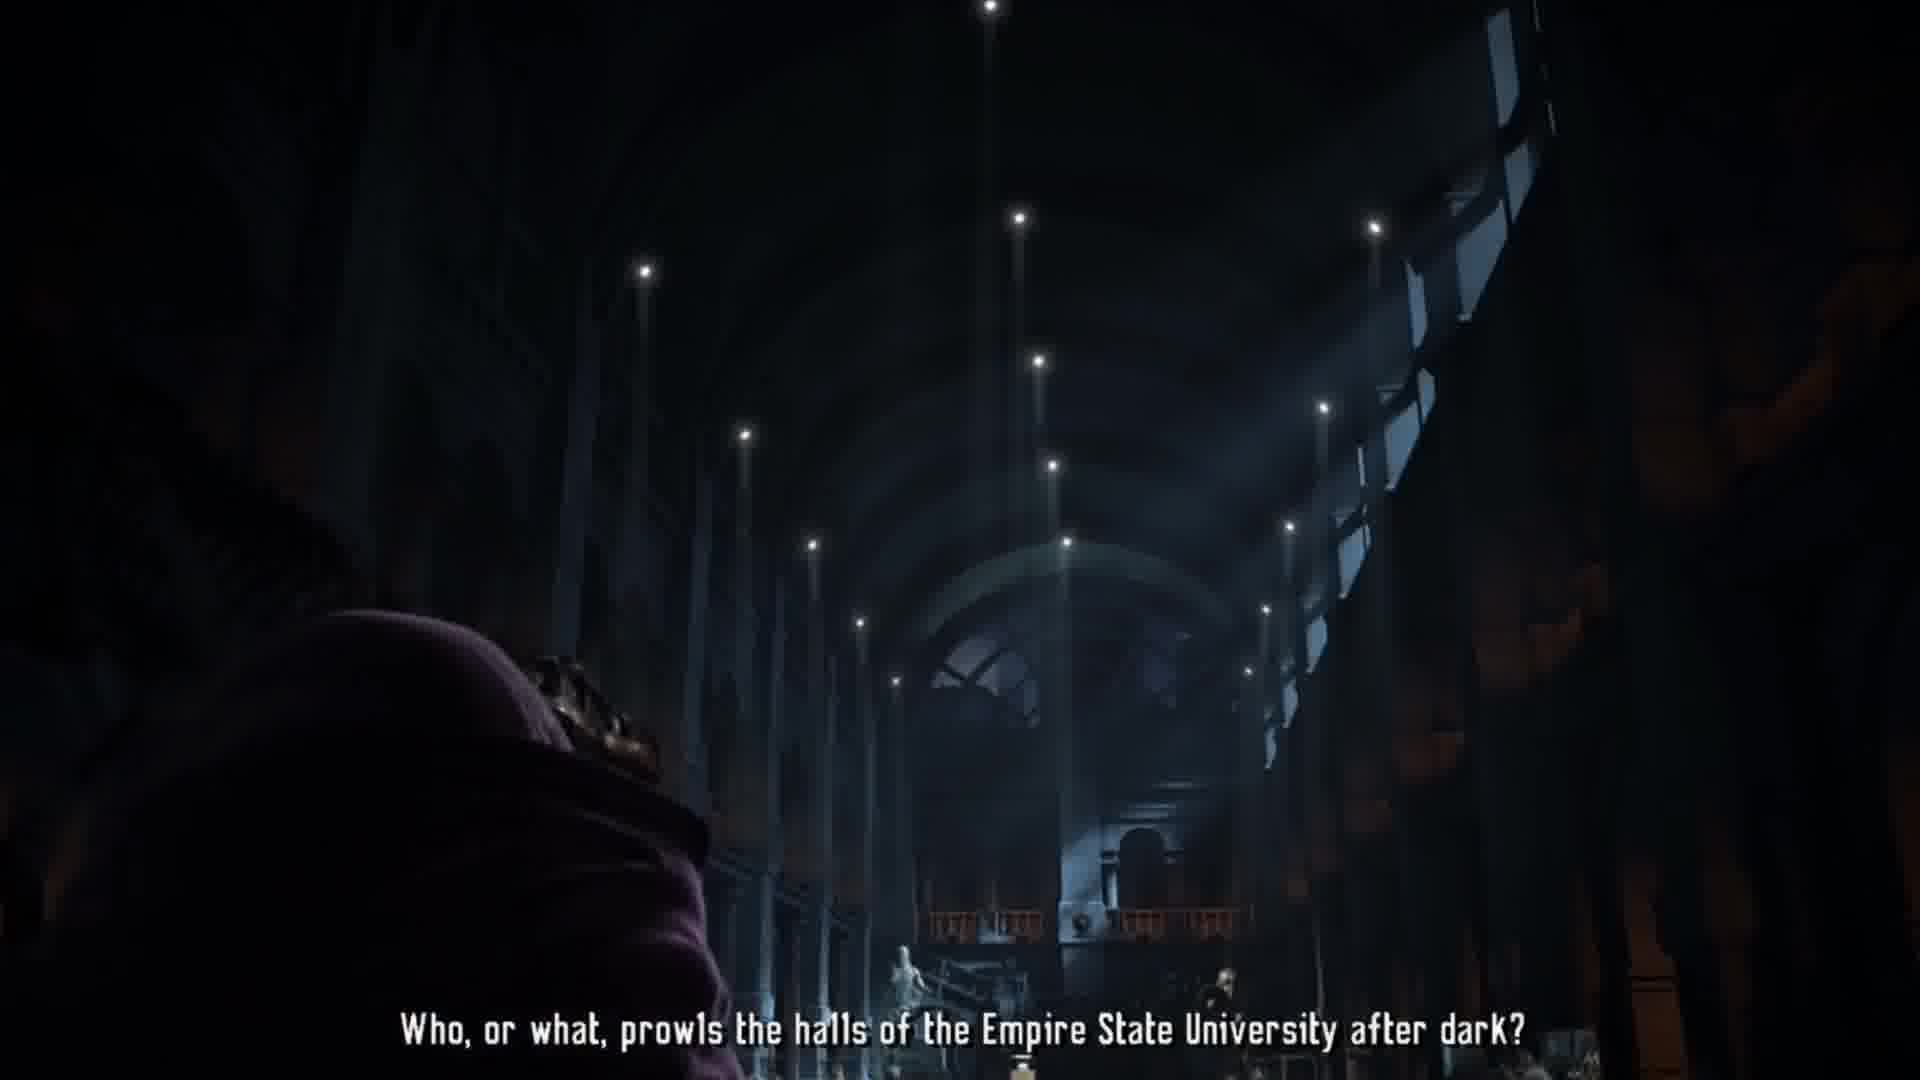 Who, or what, prowls the halls of the Empire State University after dark?